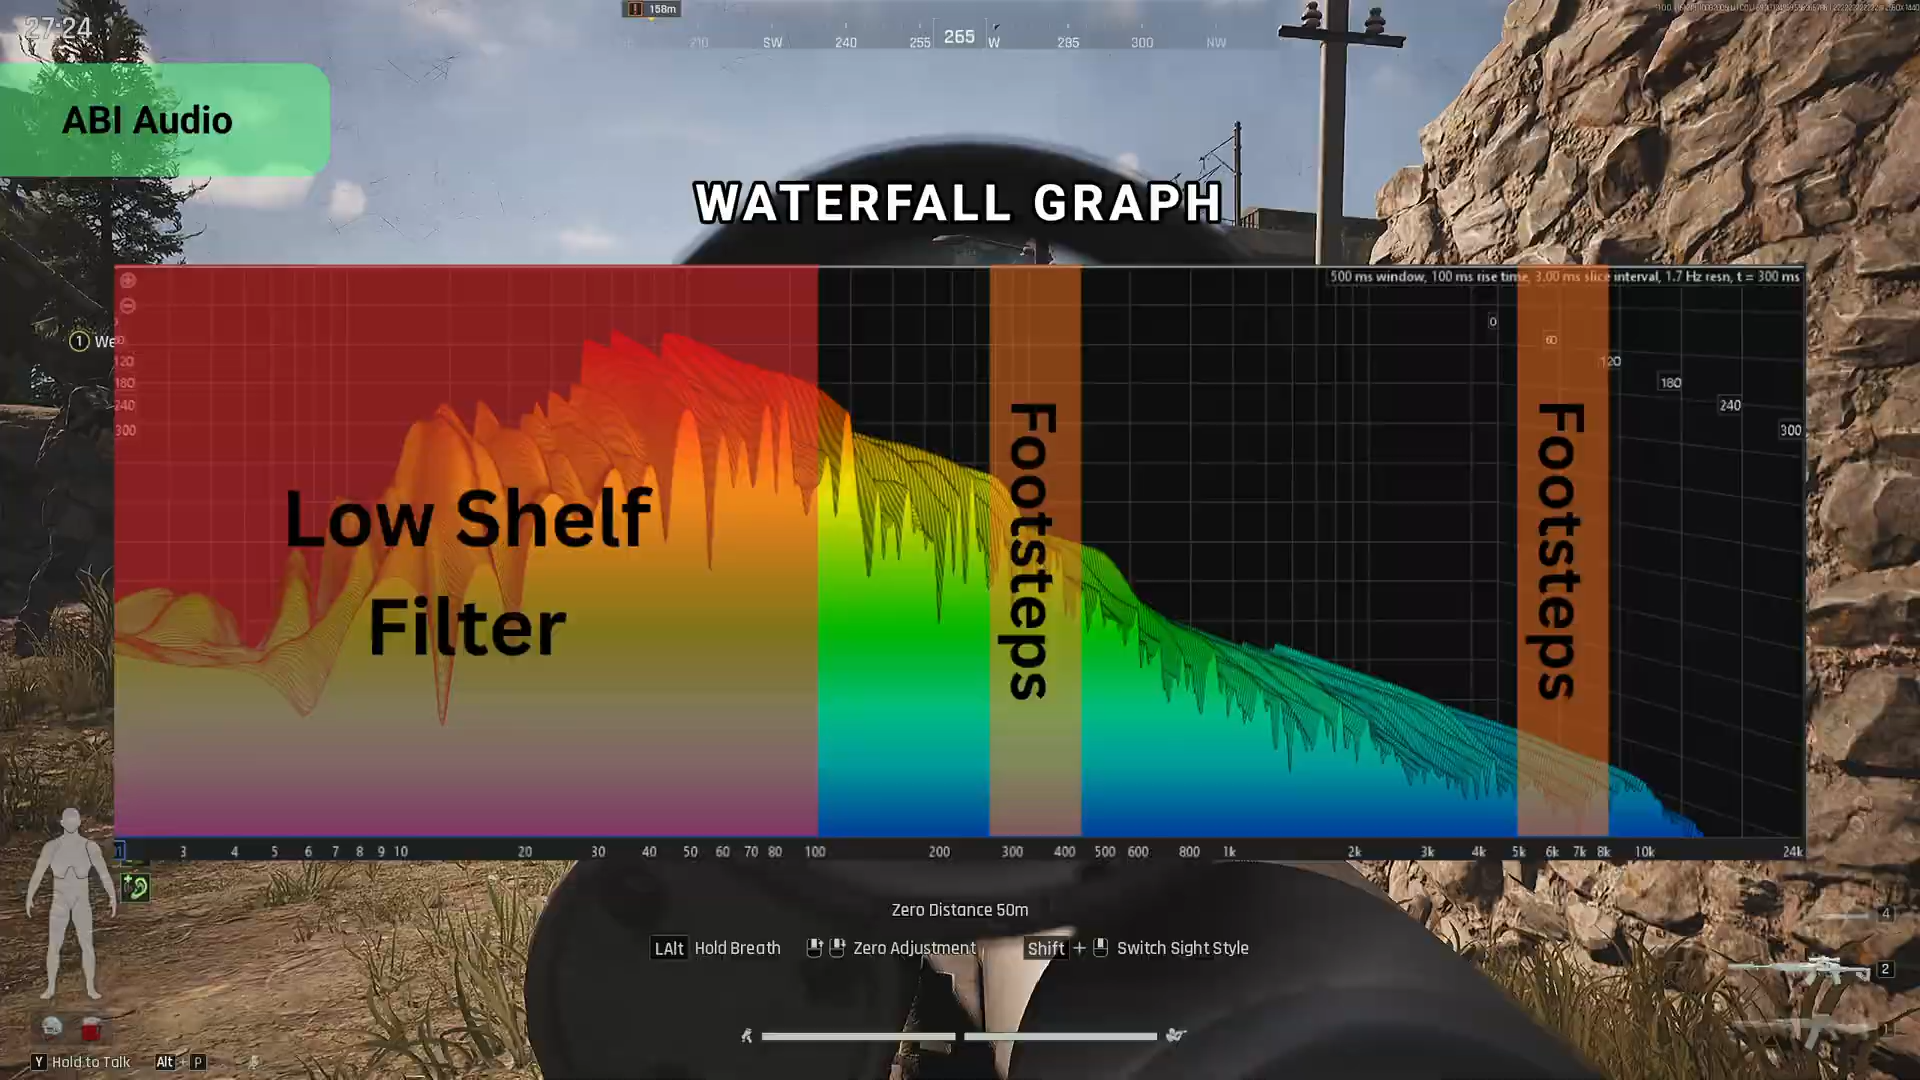 27:24
158m
210 SW 240 255 265 W 285 300 NW
ABI Audio
WATERFALL GRAPH
500 ms window, 100 ms rise time, 3.00 ms slice interval, 1.7 Hz resn, t = 300 ms
0
60
120
180
240
300
1 We
120
180
240
300
Low Shelf
Filter
Footsteps
Footsteps
1 3 4 5 6 7 8 9 10 20 30 40 50 60 70 80 100 200 300 400 500 600 800 1k 2k 3k 4k 5k 6k 7k 8k 10k 24k
Zero Distance 50m
LAlt Hold Breath Zero Adjustment Shift + Switch Sight Style
4
2
1
Y Hold to Talk Alt + P